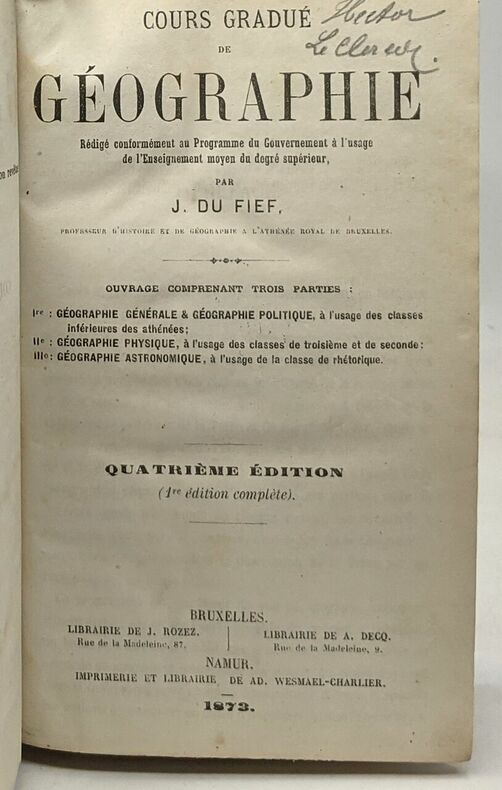 COURS GRADUÉ
Hector
DE
GÉOGRAPHIE
Rédigé conformément au Programme du Gouvernement à l'usage
de l'Enseignement moyen du degré supérieur,
PAR
J. DU FIEF,
PROFESSEUR D'HISTOIRE ET DE GÉOGRAPHIE A L'ATHÉNÉE ROYAL DE BRUXELLES.
OUVRAGE COMPRENANT TROIS PARTIES :
Ire : GÉOGRAPHIE GÉNÉRALE & GÉOGRAPHIE POLITIQUE, à l'usage des classes
inférieures des athénées;
IIe : GÉOGRAPHIE PHYSIQUE, à l'usage des classes de troisième et de seconde;
IIIe: GÉOGRAPHIE ASTRONOMIQUE, à l'usage de la classe de rhétorique.
QUATRIÈME ÉDITION
(1re édition complète).
BRUXELLES.
LIBRAIRIE DE J. ROZEZ.
Rue de la Madeleine, 87.
LIBRAIRIE DE A. DECQ.
Rue de la Madeleine, 9.
NAMUR.
IMPRIMERIE ET LIBRAIRIE DE AD. WESMAEL-CHARLIER.
1873.